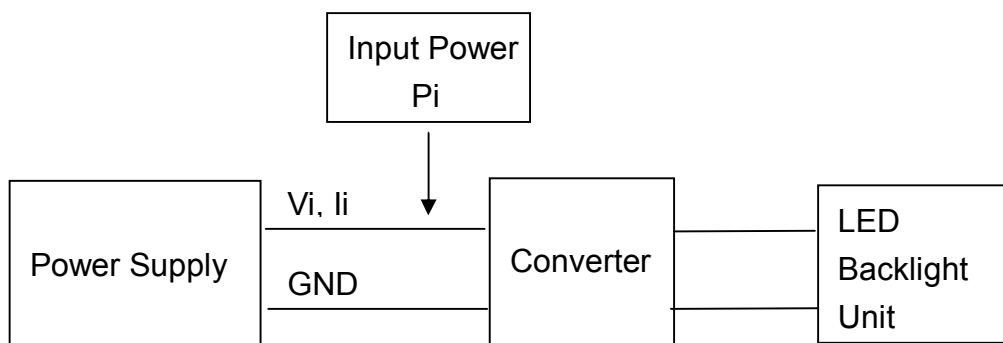 Input Power
Pi
Vi, Ii
GND
Power Supply
Converter
LED
Backlight
Unit